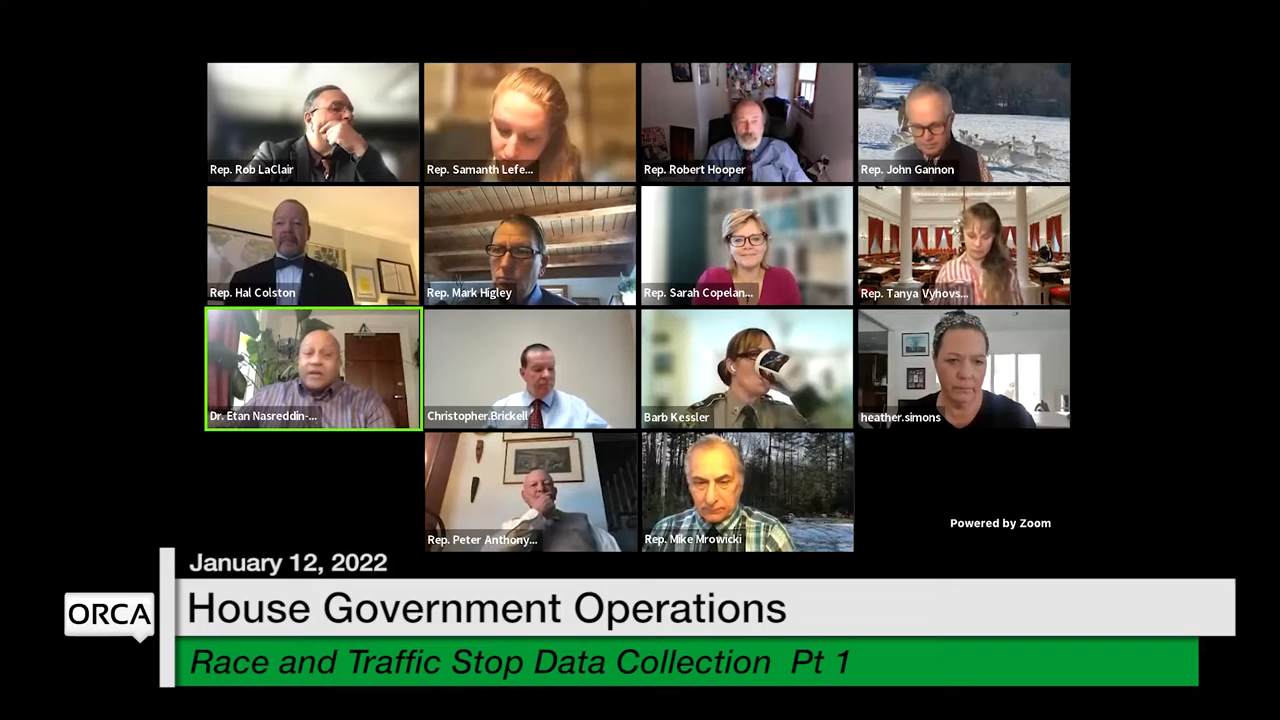 Rep. Rob LaClair
Rep. Samanth Lefe...
Rep. Robert Hooper
Rep. John Gannon
Rep. Hal Colston
Rep. Mark Higley
Rep. Sarah Copelan...
Rep. Tanya Vyhovs...
Dr. Etan Nasreddin-...
Christopher.Brickell
Barb Kessler
heather.simons
Rep. Peter Anthony...
Rep. Mike Mrowicki
Powered by Zoom
January 12, 2022
ORCA
House Government Operations
Race and Traffic Stop Data Collection Pt 1